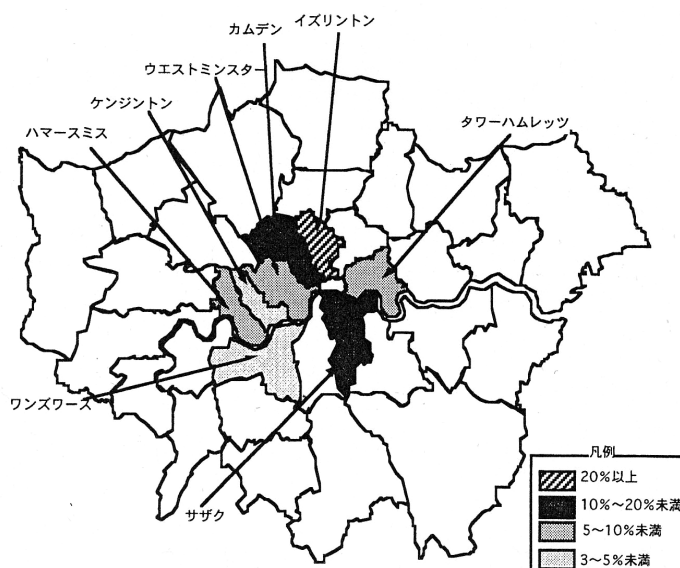 イズリントン
カムデン
ウエストミンスター
ケンジントン
ハマースミス
タワーハムレッツ
ワンズワース
サザク
凡例
20%以上
10%～20%未満
5～10%未満
3～5%未満